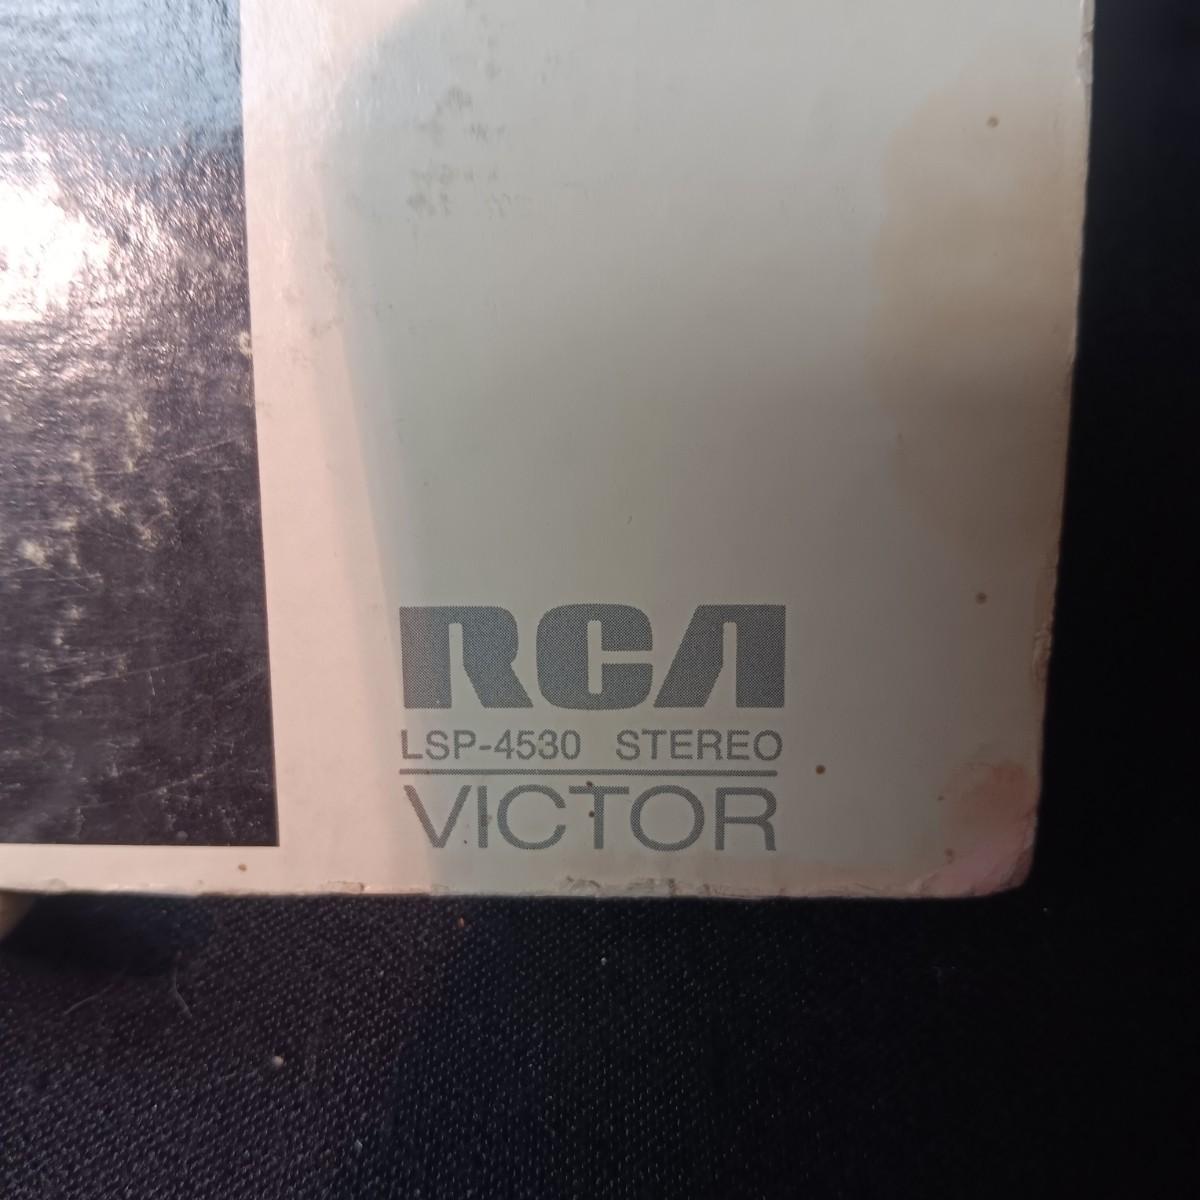 RCA
LSP-4530 STEREO
VICTOR